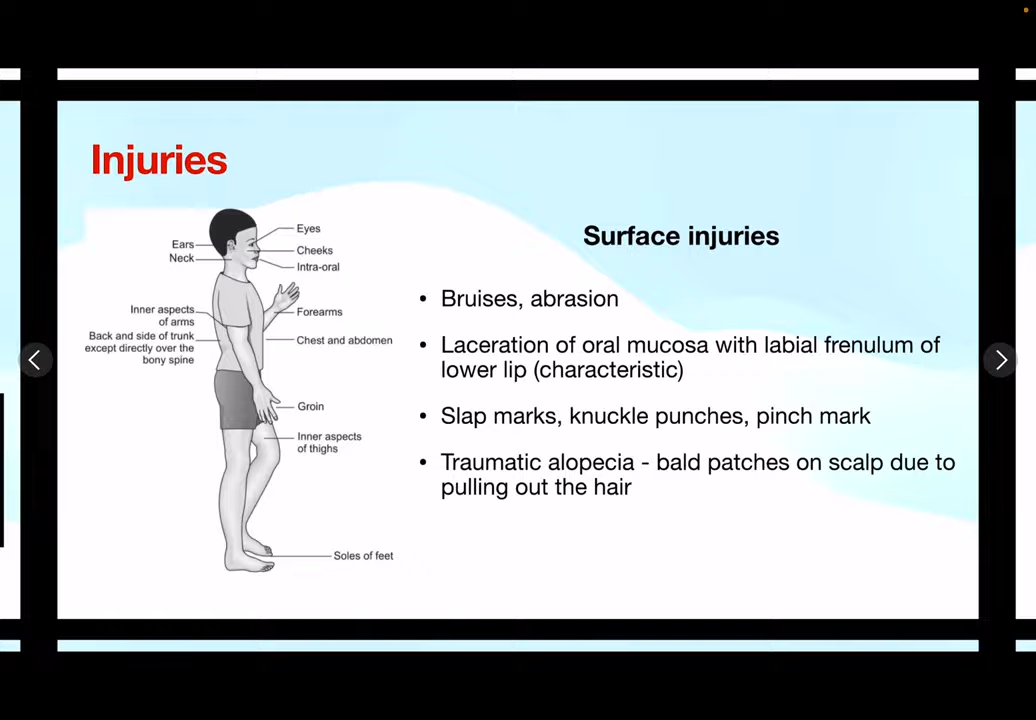 Injuries
Eyes
Ears
Cheeks
Neck
Intra-oral
Inner aspects
of arms
Forearms
Back and side of trunk
except directly over the
bony spine
Chest and abdomen
Groin
Inner aspects
of thighs
Soles of feet
Surface injuries
• Bruises, abrasion
• Laceration of oral mucosa with labial frenulum of
lower lip (characteristic)
• Slap marks, knuckle punches, pinch mark
• Traumatic alopecia - bald patches on scalp due to
pulling out the hair